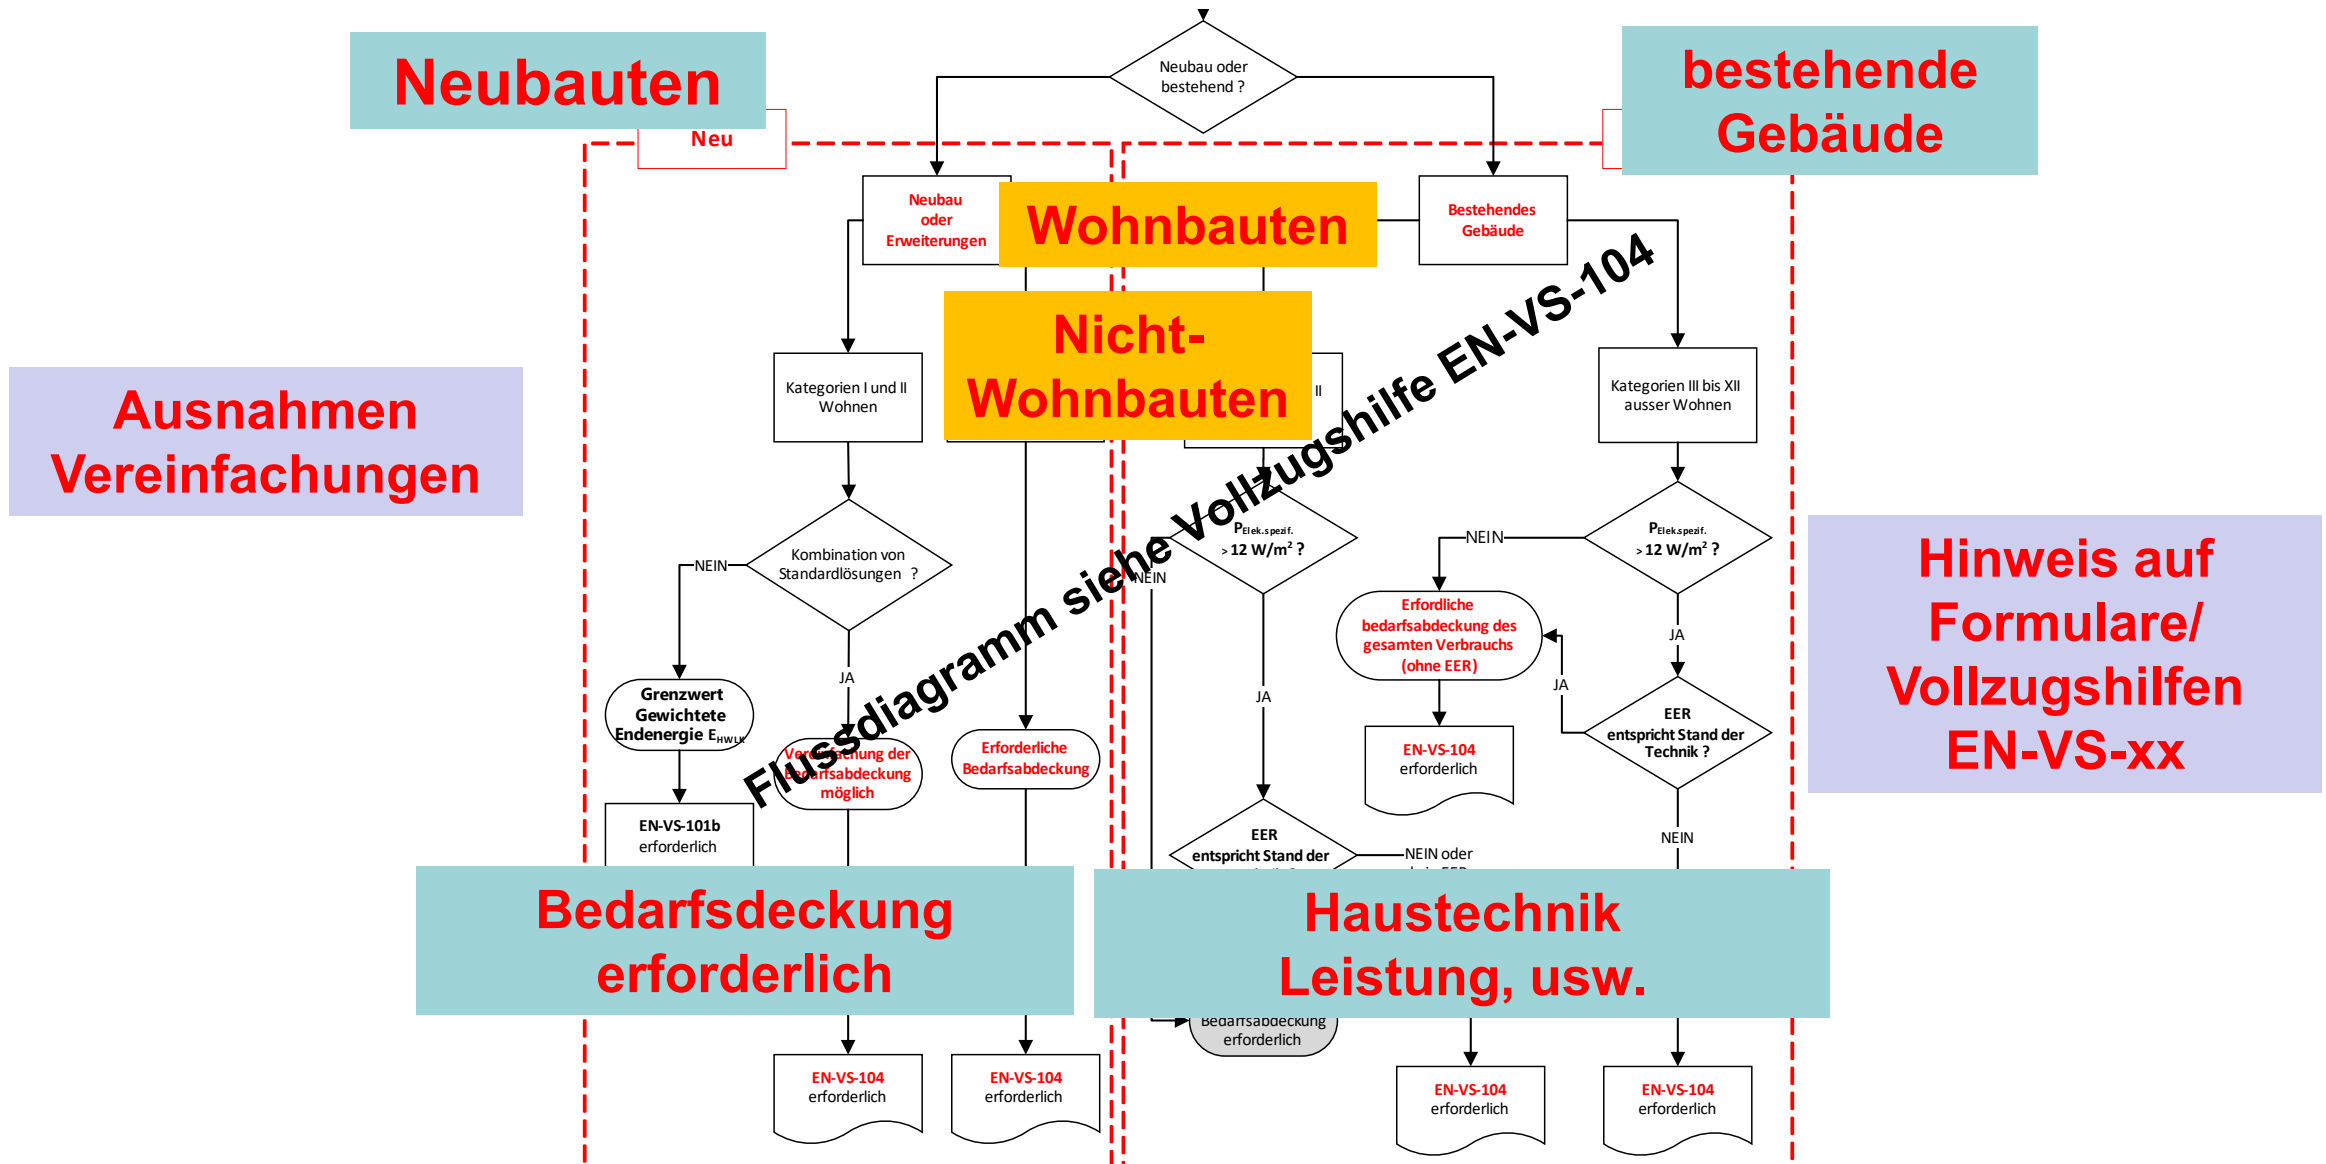 Neubau oder
bestehend ?
Neubauten
bestehende
Gebäude
Neu
Neubau
oder
Erweiterungen
Wohnbauten
Bestehendes
Gebäude
Nicht-
Wohnbauten
Ausnahmen
Vereinfachungen
Kategorien I und II
Wohnen
II
Kategorien III bis XII
ausser Wohnen
Flussdiagramm siehe Vollzugshilfe EN-VS-104
Kombination von
Standardlösungen ?
NEIN
JA
PElek.spezif.
> 12 W/m² ?
NEIN
JA
PElek.spezif.
> 12 W/m² ?
NEIN
JA
Hinweis auf
Formulare/
Vollzugshilfen
EN-VS-xx
Erfordliche
bedarfsabdeckung des
gesamten Verbrauchs
(ohne EER)
JA
Grenzwert
Gewichtete
Endenergie EHWLK
Vereinfachung der
Bedarfsabdeckung
möglich
Erforderliche
Bedarfsabdeckung
EN-VS-104
erforderlich
EER
entspricht Stand der
Technik ?
NEIN
EN-VS-101b
erforderlich
EER
entspricht Stand der
NEIN oder
Bedarfsdeckung
erforderlich
Haustechnik
Leistung, usw.
Bedarfsabdeckung
erforderlich
EN-VS-104
erforderlich
EN-VS-104
erforderlich
EN-VS-104
erforderlich
EN-VS-104
erforderlich